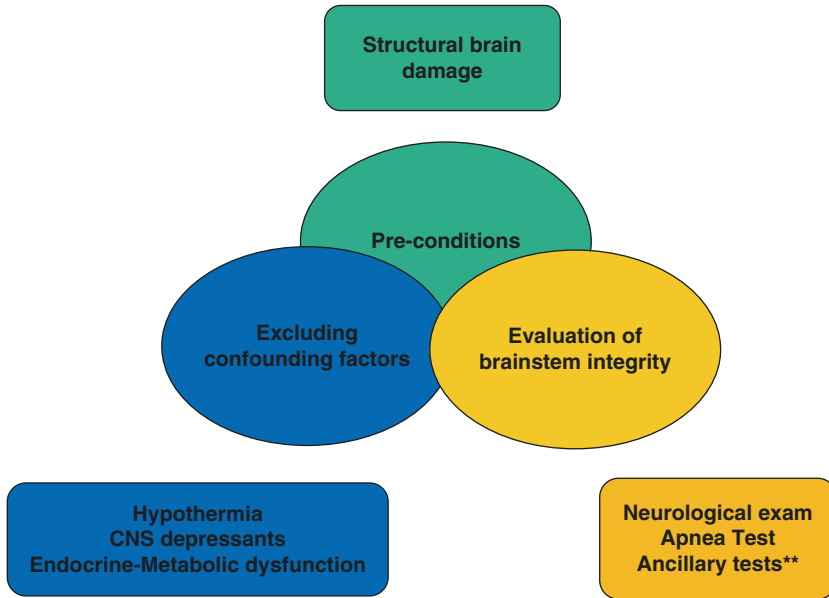 Structural brain
damage
Pre-conditions
Excluding
confounding factors
Evaluation of
brainstem integrity
Hypothermia
CNS depressants
Endocrine-Metabolic dysfunction
Neurological exam
Apnea Test
Ancillary tests**